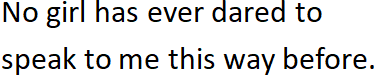 No girl has ever dared to
speak to me this way before.